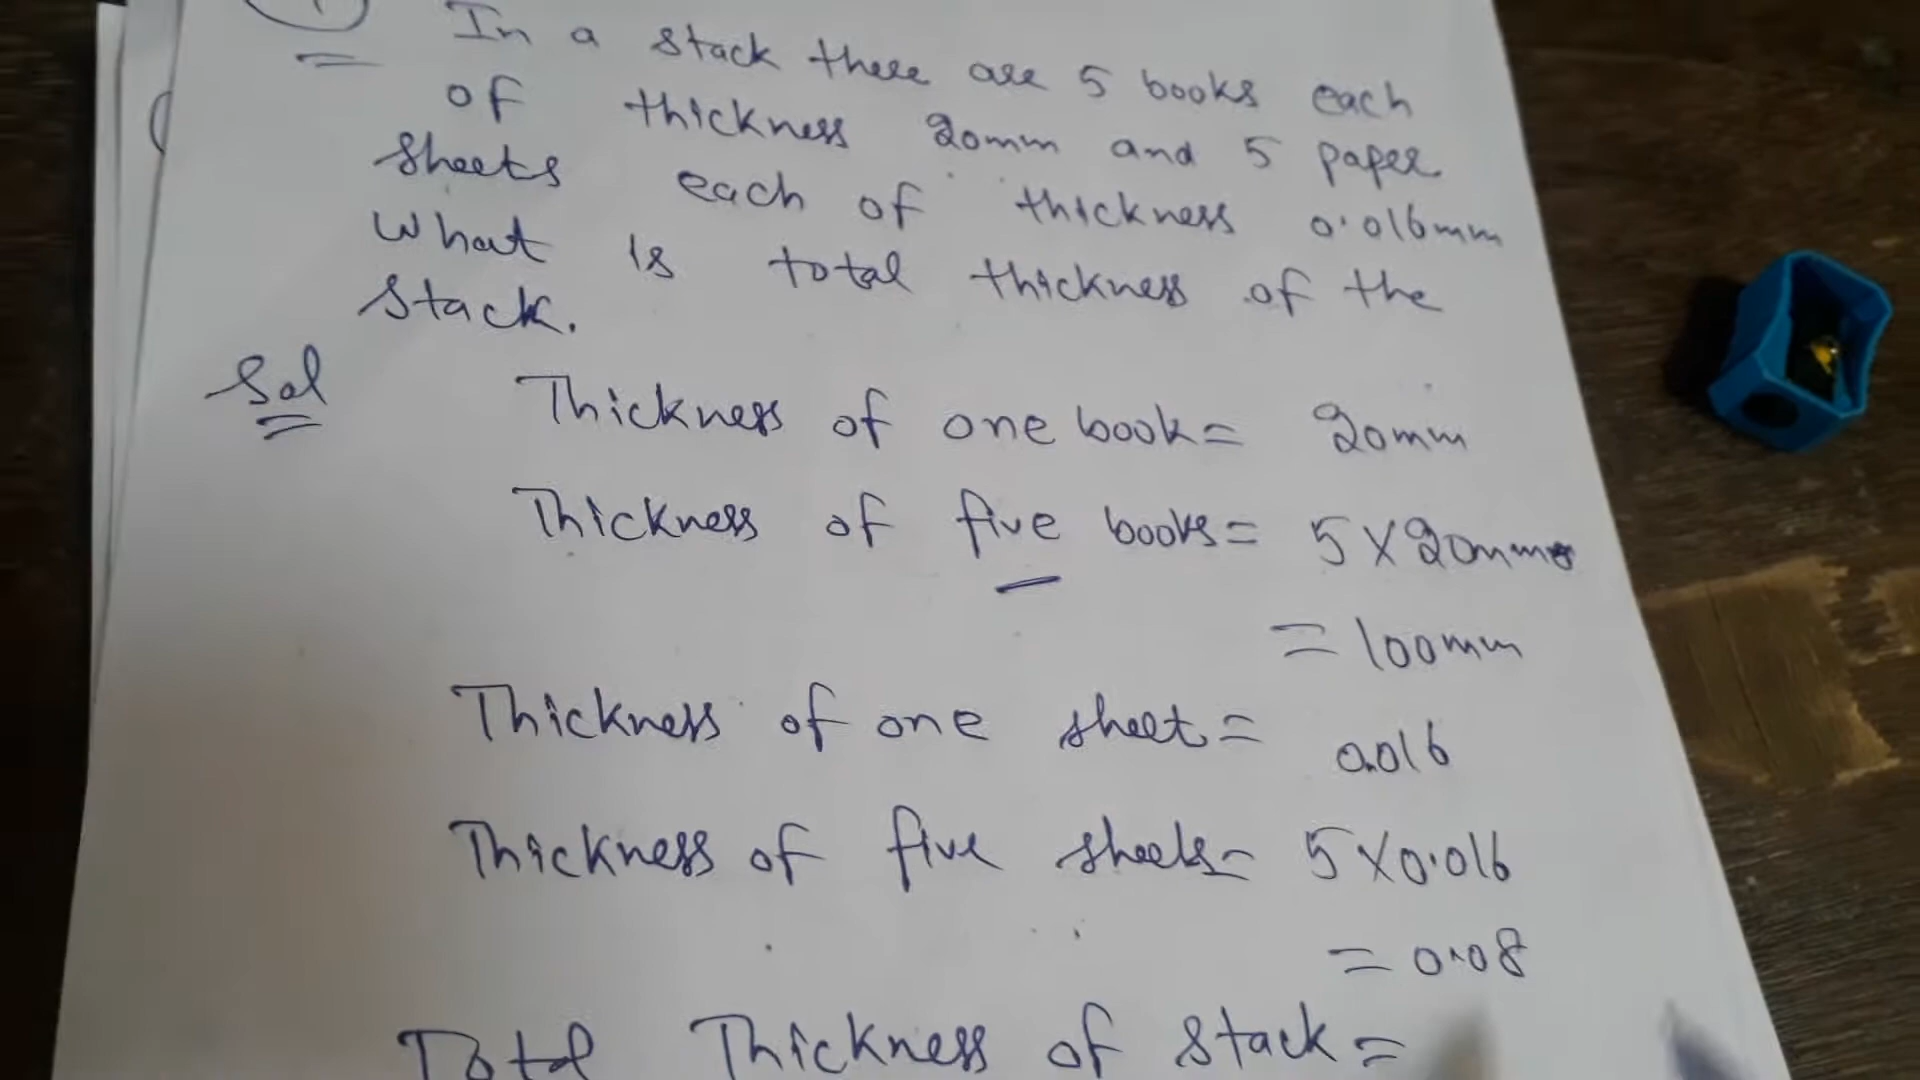 In a stack there are 5 books each
of thickness 20mm and 5 paper
sheets each of thickness 0.016mm
What is total thickness of the
stack.
Sol Thickness of one book = 20mm
Thickness of five books = 5 × 20mm
= 100mm
Thickness of one sheet = 0.016
Thickness of five sheets = 5 × 0.016
= 0.08
Total Thickness of stack =